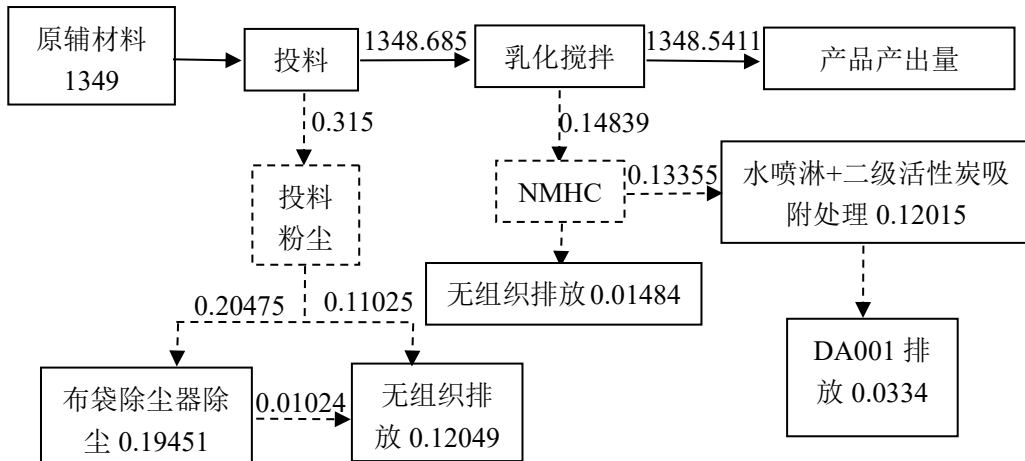 原辅材料
1349
投料
1348.685
乳化搅拌
1348.5411
产品产出量
0.315
0.14839
投料
粉尘
NMHC
0.13355
水喷淋+二级活性炭吸
附处理 0.12015
无组织排放 0.01484
0.20475
0.11025
DA001 排
放 0.0334
布袋除尘器除
尘 0.19451
0.01024
无组织排
放 0.12049